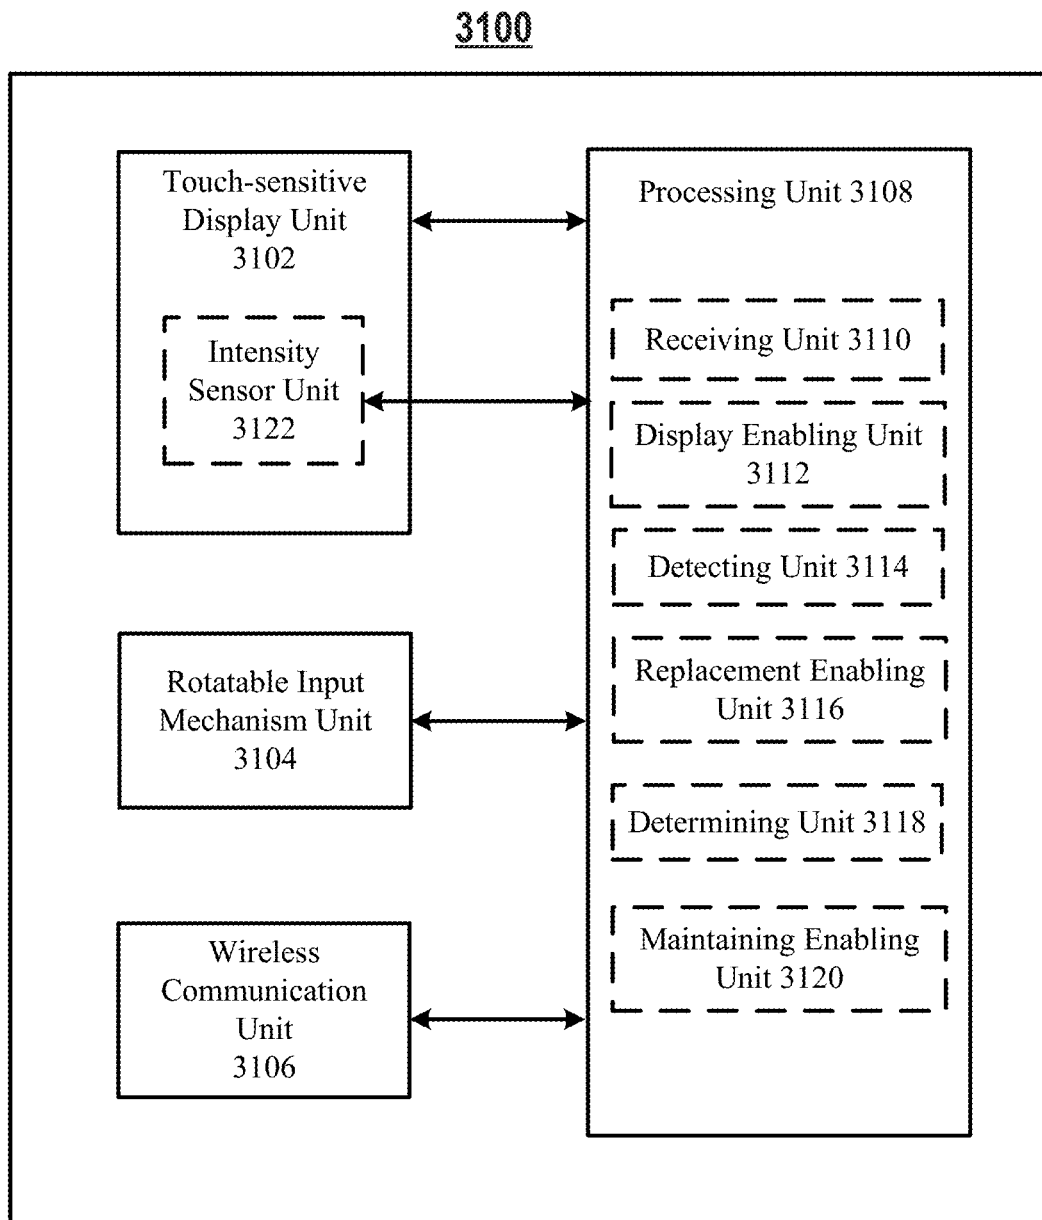 3100
Touch-sensitive
Display Unit
3102
Intensity
Sensor Unit
3122
Rotatable Input
Mechanism Unit
3104
Wireless
Communication
Unit
3106
Processing Unit 3108
Receiving Unit 3110
Display Enabling Unit
3112
Detecting Unit 3114
Replacement Enabling
Unit 3116
Determining Unit 3118
Maintaining Enabling
Unit 3120